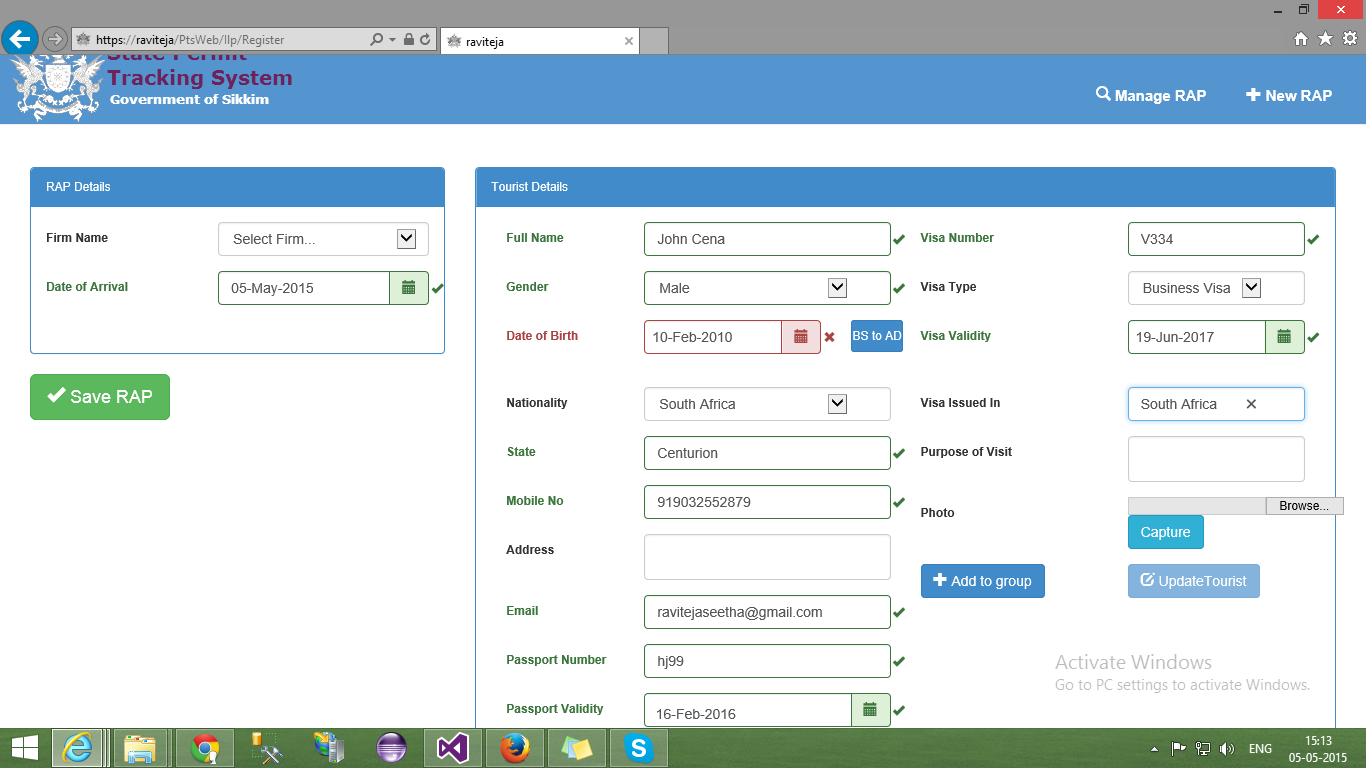 https://raviteja/PtsWeb/Ilp/Register
raviteja
State Permit
Tracking System
Government of Sikkim
Manage RAP
New RAP
RAP Details
Firm Name
Select Firm...
Date of Arrival
05-May-2015
Save RAP
Tourist Details
Full Name
John Cena
Visa Number
V334
Gender
Male
Visa Type
Business Visa
Date of Birth
10-Feb-2010
BS to AD
Visa Validity
19-Jun-2017
Nationality
South Africa
Visa Issued In
South Africa
State
Centurion
Purpose of Visit
Mobile No
919032552879
Photo
Browse...
Capture
Address
Add to group
UpdateTourist
Email
ravitejaseetha@gmail.com
Passport Number
hj99
Passport Validity
16-Feb-2016
Activate Windows
Go to PC settings to activate Windows.
ENG
15:13
05-05-2015